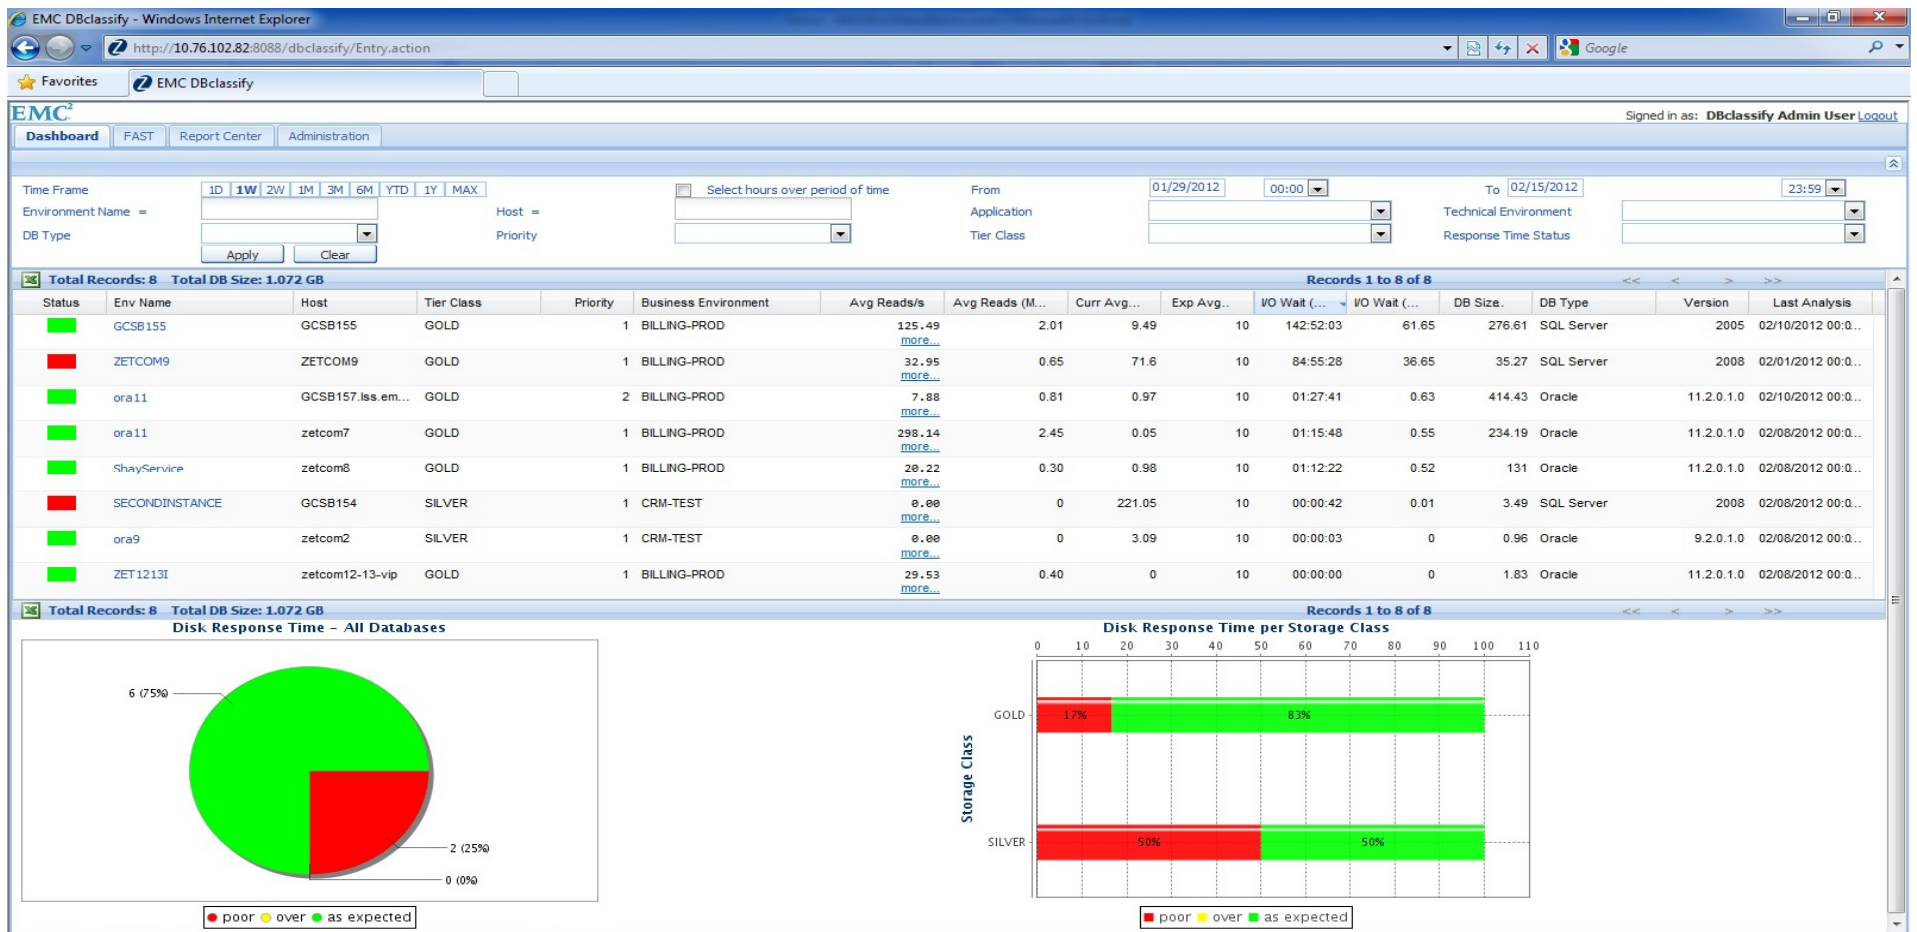 EMC DBclassify - Windows Internet Explorer
http://10.76.102.82:8088/dbclassify/Entry.action
Google
Favorites
EMC DBclassify
EMC²
Signed in as: DBclassify Admin User Logout
Dashboard FAST Report Center Administration
Time Frame 1D 1W 2W 1M 3M 6M YTD 1Y MAX Select hours over period of time From 01/29/2012 00:00 To 02/15/2012 23:59
Environment Name = Host = Application Technical Environment
DB Type Priority Tier Class Response Time Status
Apply Clear
Total Records: 8 Total DB Size: 1.072 GB Records 1 to 8 of 8 << < > >>
Status Env Name Host Tier Class Priority Business Environment Avg Reads/s Avg Reads (M... Curr Avg... Exp Avg.. I/O Wait (... I/O Wait (... DB Size. DB Type Version Last Analysis
GCSB155 GCSB155 GOLD 1 BILLING-PROD 125.49 2.01 9.49 10 142:52:03 61.65 276.61 SQL Server 2005 02/10/2012 00:0...
more...
ZETCOM9 ZETCOM9 GOLD 1 BILLING-PROD 32.95 0.65 71.6 10 84:55:28 36.65 35.27 SQL Server 2008 02/01/2012 00:0...
more...
ora11 GCSB157.lss.em... GOLD 2 BILLING-PROD 7.88 0.81 0.97 10 01:27:41 0.63 414.43 Oracle 11.2.0.1.0 02/10/2012 00:0...
more...
ora11 zetcom7 GOLD 1 BILLING-PROD 298.14 2.45 0.05 10 01:15:48 0.55 234.19 Oracle 11.2.0.1.0 02/08/2012 00:0...
more...
ShayService zetcom8 GOLD 1 BILLING-PROD 20.22 0.30 0.98 10 01:12:22 0.52 131 Oracle 11.2.0.1.0 02/08/2012 00:0...
more...
SECONDINSTANCE GCSB154 SILVER 1 CRM-TEST 0.00 0 221.05 10 00:00:42 0.01 3.49 SQL Server 2008 02/08/2012 00:0...
more...
ora9 zetcom2 SILVER 1 CRM-TEST 0.00 0 3.09 10 00:00:03 0 0.96 Oracle 9.2.0.1.0 02/08/2012 00:0...
more...
ZET1213I zetcom12-13-vip GOLD 1 BILLING-PROD 29.53 0.40 0 10 00:00:00 0 1.83 Oracle 11.2.0.1.0 02/08/2012 00:0...
more...
Total Records: 8 Total DB Size: 1.072 GB Records 1 to 8 of 8 << < > >>
Disk Response Time - All Databases
6 (75%)
2 (25%)
0 (0%)
poor over as expected
Disk Response Time per Storage Class
0 10 20 30 40 50 60 70 80 90 100 110
Storage Class
GOLD 17% 83%
SILVER 50% 50%
poor over as expected